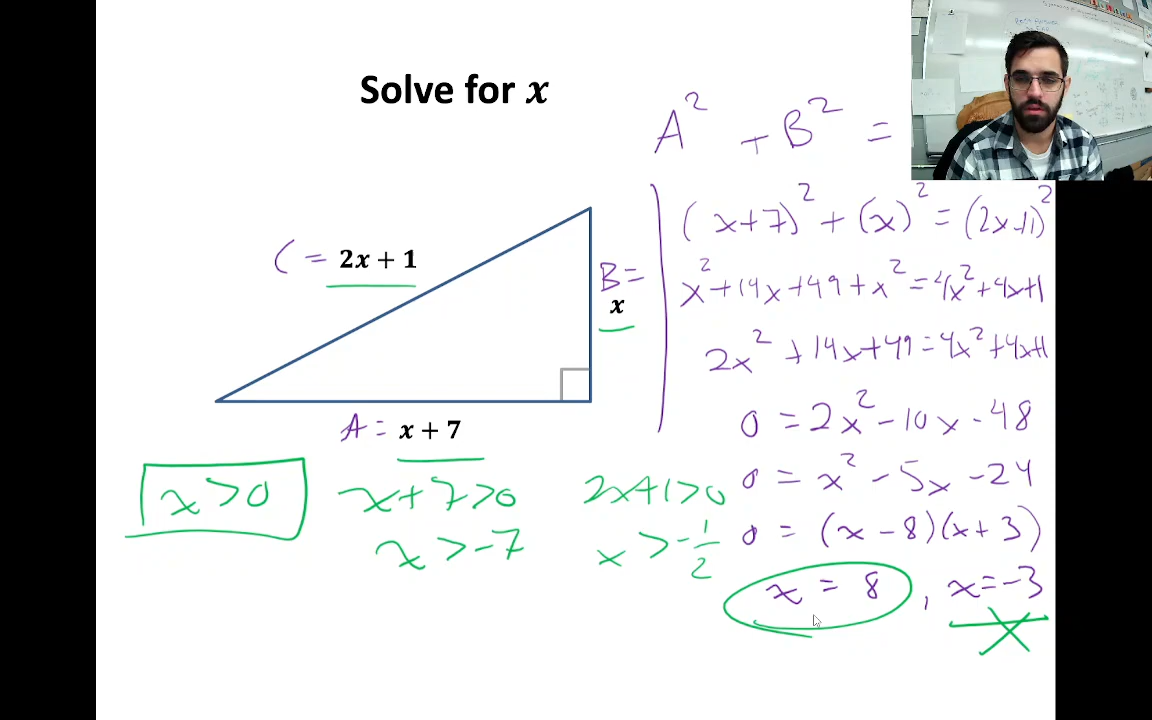 Solve for x
A² + B² =
(x+7)² + (x)² = (2x+1)²
x² + 14x + 49 + x² = 4x² + 4x + 1
2x² + 14x + 49 = 4x² + 4x + 1
0 = 2x² - 10x - 48
0 = x² - 5x - 24
0 = (x - 8)(x + 3)
x = 8 , x = -3
C = 2x + 1
B =
x
A = x + 7
x > 0
x + 7 > 0
x > -7
2x+1 > 0
x > -1/2